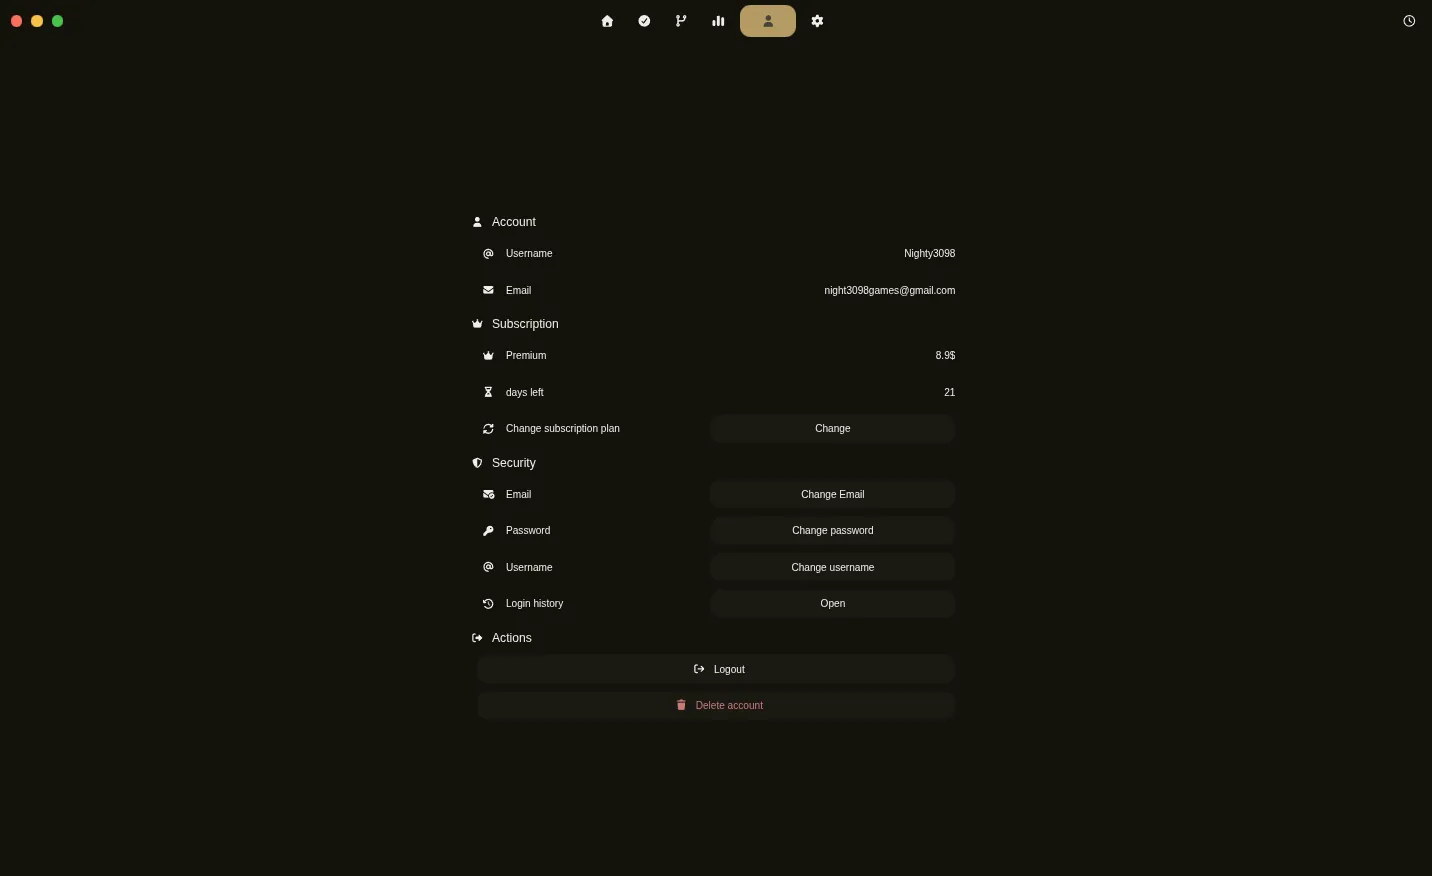 Account
Username Nighty3098
Email night3098games@gmail.com
Subscription
Premium 8.9$
days left 21
Change subscription plan Change
Security
Email Change Email
Password Change password
Username Change username
Login history Open
Actions
Logout
Delete account